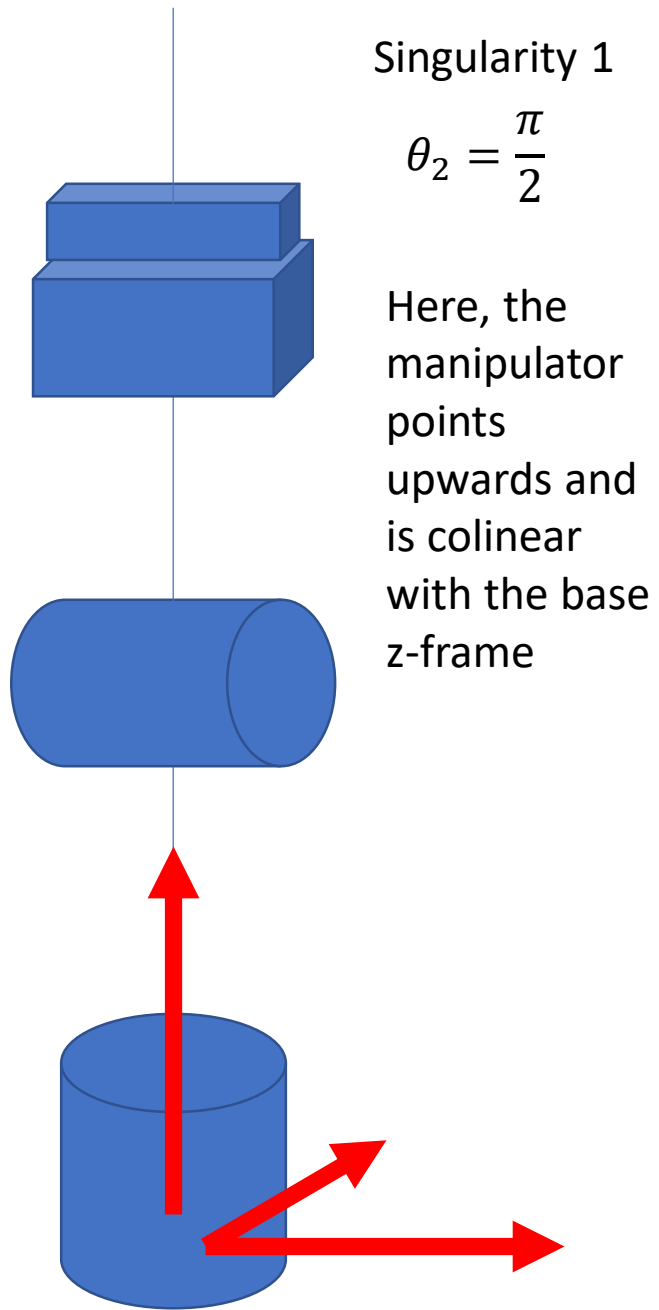 Singularity 1
θ₂ = π/2
Here, the
manipulator
points
upwards and
is colinear
with the base
z-frame